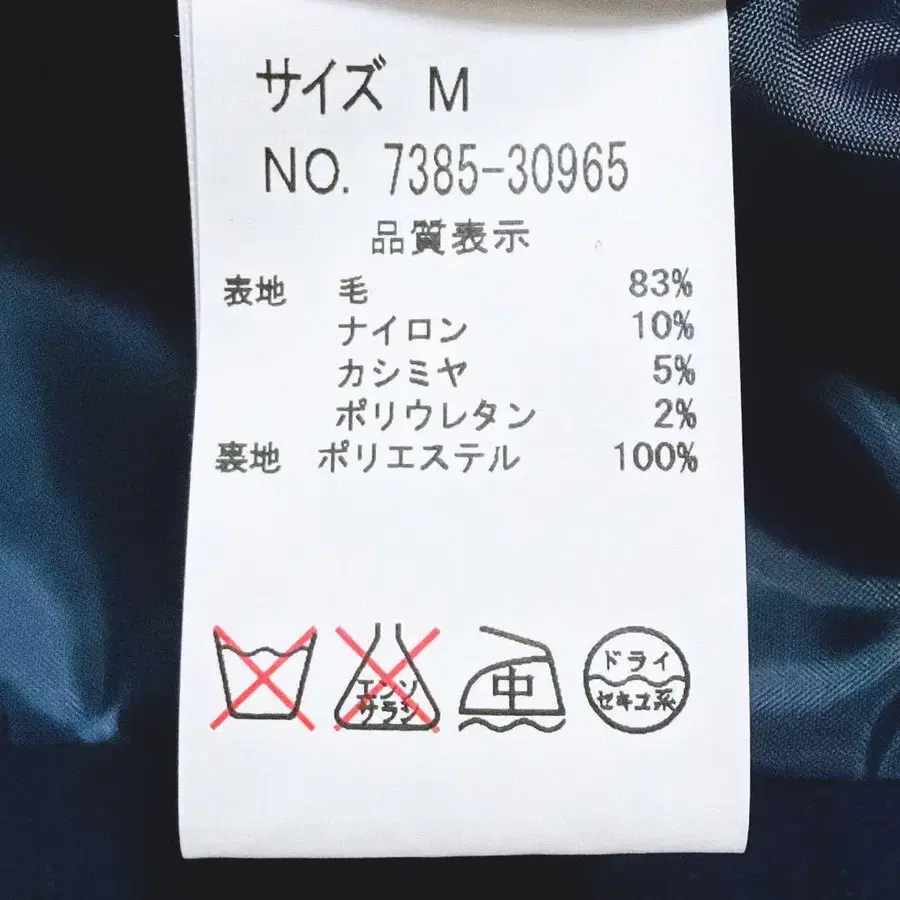 サイズ M
NO. 7385-30965
品質表示
表地 毛 83%
ナイロン 10%
カシミヤ 5%
ポリウレタン 2%
裏地 ポリエステル 100%
エンソ
サラシ
中
ドライ
セキユ系